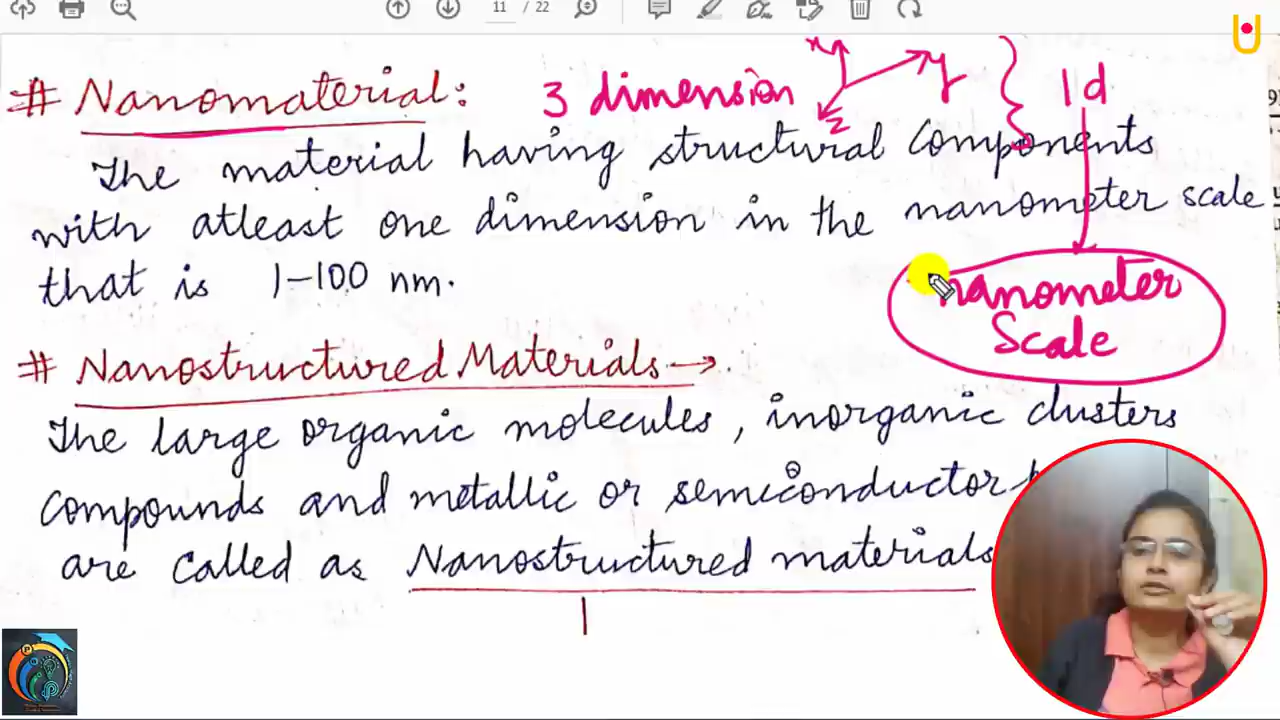 11 / 22
# Nanomaterial: 3 dimension x y z 1d
The material having structural components
with atleast one dimension in the nanometer scale
that is 1-100 nm.
nanometer
Scale
# Nanostructured Materials →
The large organic molecules, inorganic clusters
compounds and metallic or semiconductor
are called as Nanostructured materials